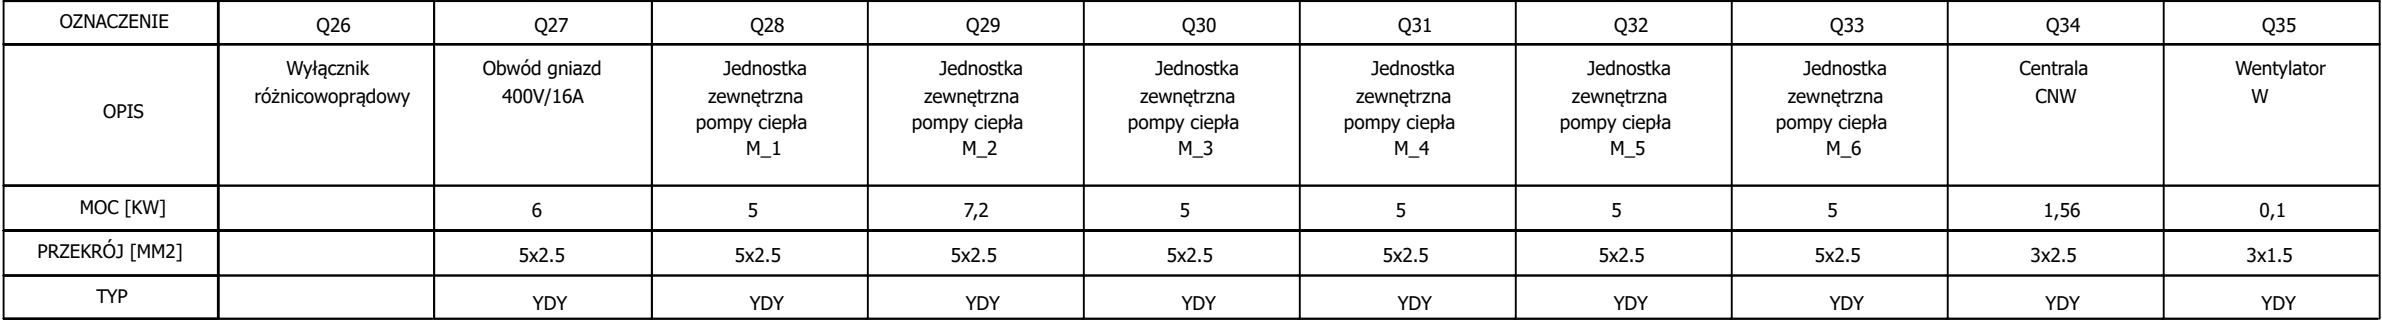 OZNACZENIE Q26 Q27 Q28 Q29 Q30 Q31 Q32 Q33 Q34 Q35
OPIS
Wyłącznik
różnicowoprądowy
Obwód gniazd
400V/16A
Jednostka
zewnętrzna
pompy ciepła
M_1
Jednostka
zewnętrzna
pompy ciepła
M_2
Jednostka
zewnętrzna
pompy ciepła
M_3
Jednostka
zewnętrzna
pompy ciepła
M_4
Jednostka
zewnętrzna
pompy ciepła
M_5
Jednostka
zewnętrzna
pompy ciepła
M_6
Centrala
CNW
Wentylator
W
MOC [KW] 6 5 7,2 5 5 5 5 1,56 0,1
PRZEKRÓJ [MM2] 5x2.5 5x2.5 5x2.5 5x2.5 5x2.5 5x2.5 5x2.5 3x2.5 3x1.5
TYP YDY YDY YDY YDY YDY YDY YDY YDY YDY